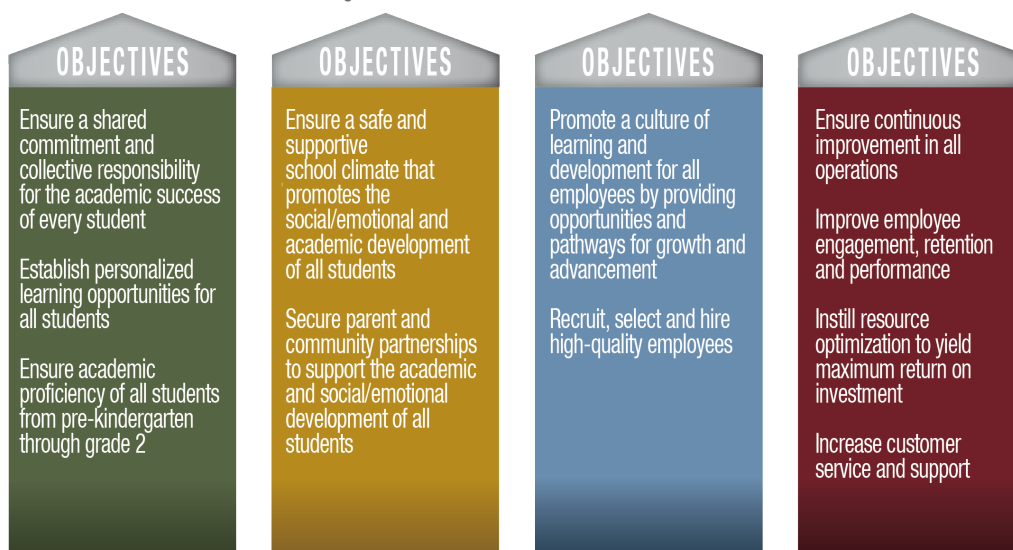 OBJECTIVES
Ensure a shared
commitment and
collective responsibility
for the academic success
of every student
Establish personalized
learning opportunities for
all students
Ensure academic
proficiency of all students
from pre-kindergarten
through grade 2
OBJECTIVES
Ensure a safe and
supportive
school climate that
promotes the
social/emotional and
academic development
of all students
Secure parent and
community partnerships
to support the academic
and social/emotional
development of all
students
OBJECTIVES
Promote a culture of
learning and
development for all
employees by providing
opportunities and
pathways for growth and
advancement
Recruit, select and hire
high-quality employees
OBJECTIVES
Ensure continuous
improvement in all
operations
Improve employee
engagement, retention
and performance
Instill resource
optimization to yield
maximum return on
investment
Increase customer
service and support